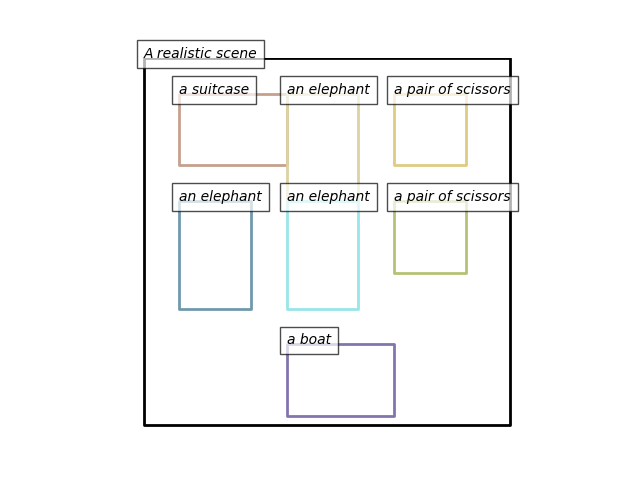 A realistic scene
a suitcase
an elephant
a pair of scissors
an elephant
an elephant
a pair of scissors
a boat